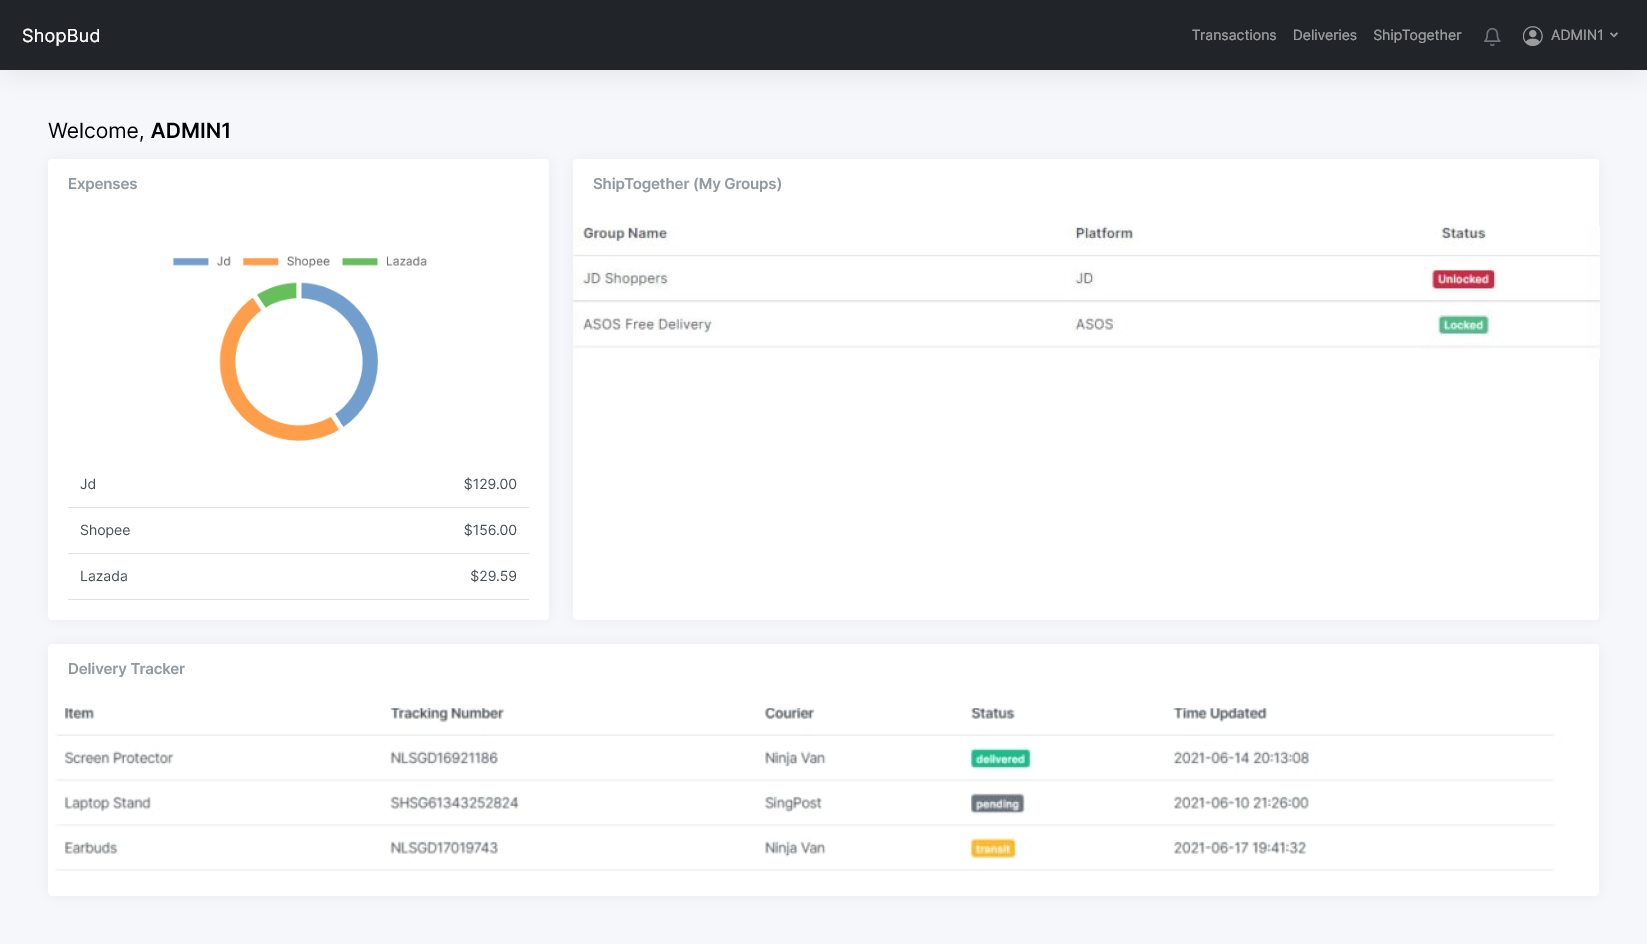 ShopBud Transactions Deliveries ShipTogether ADMIN1
Welcome, ADMIN1
Expenses
Jd Shopee Lazada
Jd $129.00
Shopee $156.00
Lazada $29.59
ShipTogether (My Groups)
Group Name Platform Status
JD Shoppers JD Unlocked
ASOS Free Delivery ASOS Locked
Delivery Tracker
Item Tracking Number Courier Status Time Updated
Screen Protector NLSGD16921186 Ninja Van delivered 2021-06-14 20:13:08
Laptop Stand SHSG61343252824 SingPost pending 2021-06-10 21:26:00
Earbuds NLSGD17019743 Ninja Van transit 2021-06-17 19:41:32